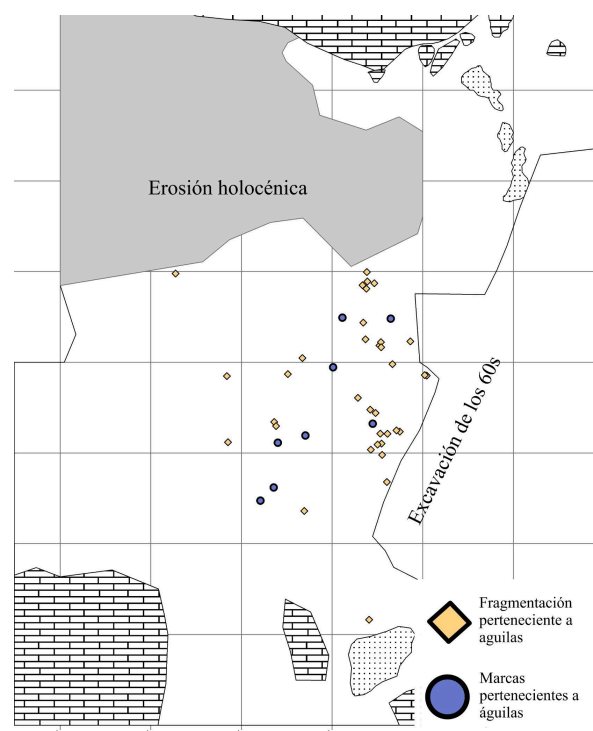 Erosión holocénica
Excavación de los 60s
Fragmentación
perteneciente a
aguilas
Marcas
pertenecientes a
águilas